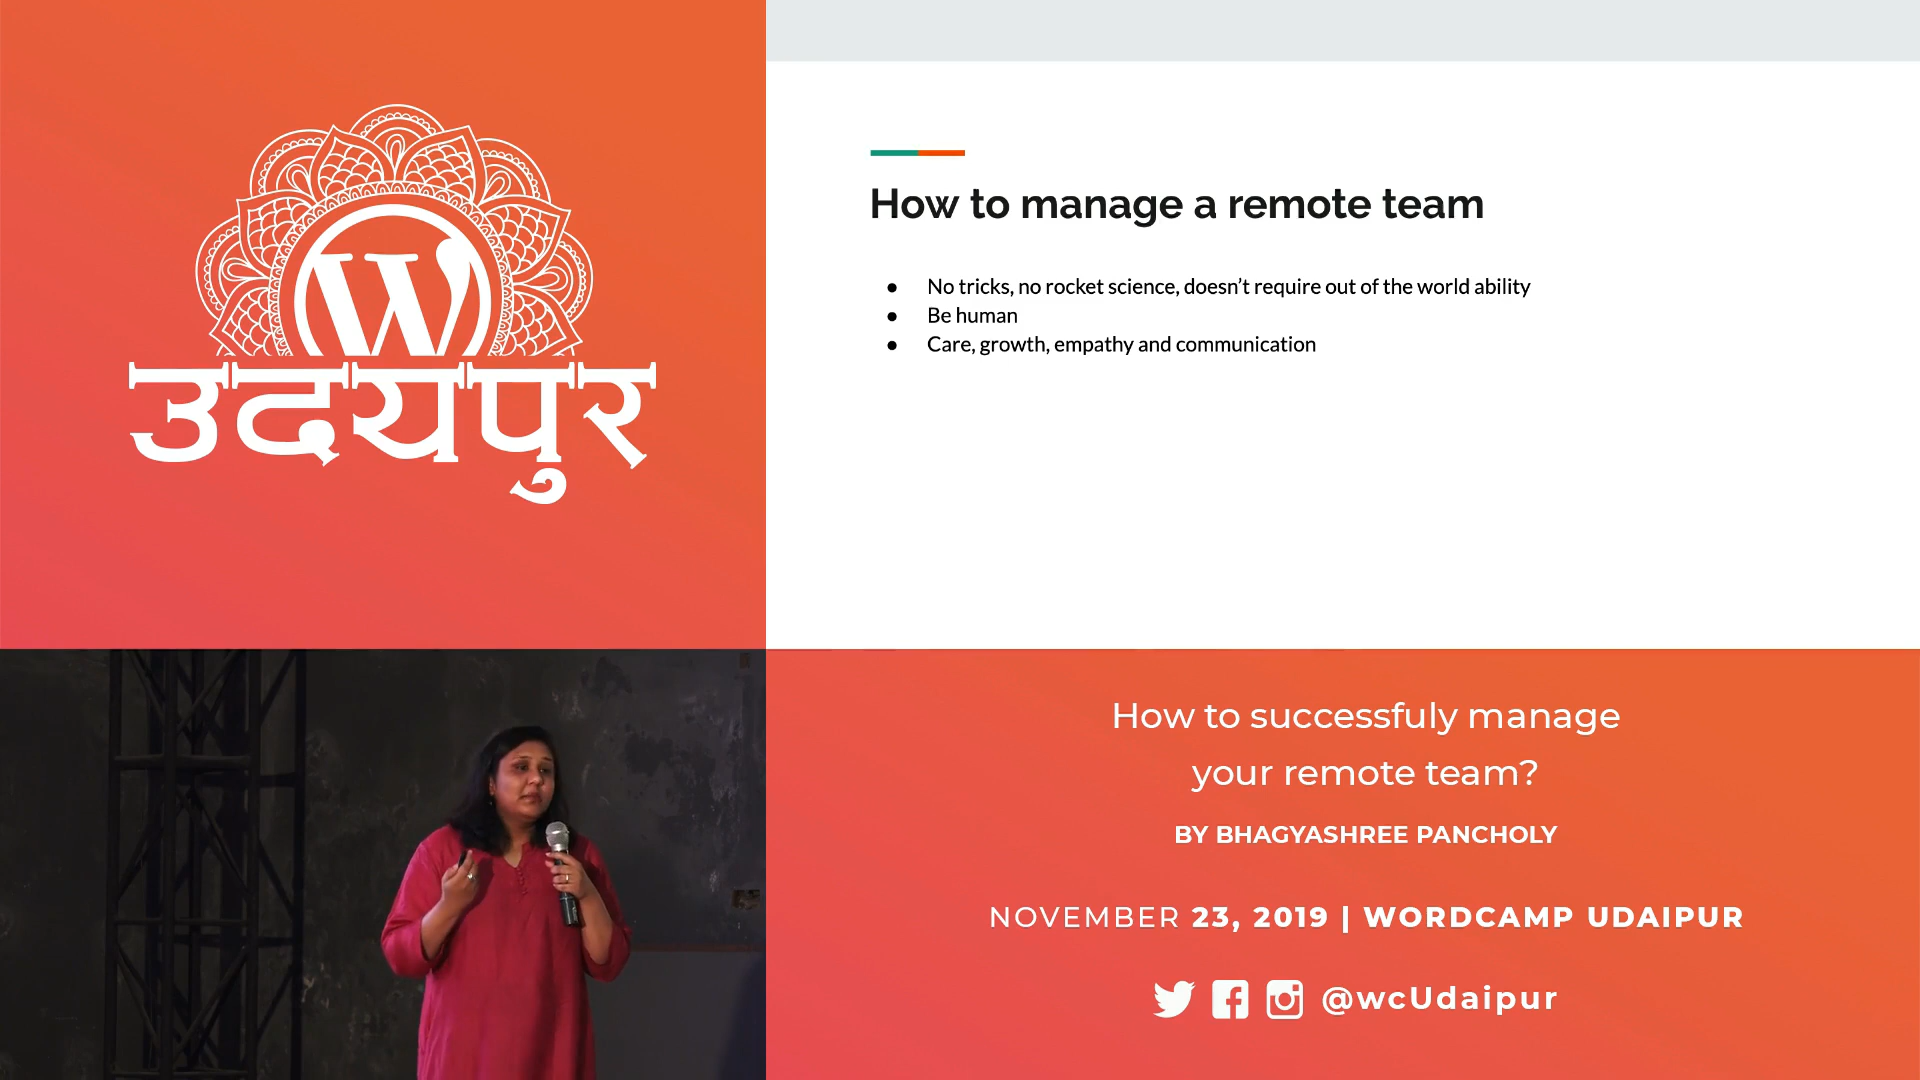 उदयपुर
How to manage a remote team
● No tricks, no rocket science, doesn’t require out of the world ability
● Be human
● Care, growth, empathy and communication
How to successfuly manage
your remote team?
BY BHAGYASHREE PANCHOLY
NOVEMBER 23, 2019 | WORDCAMP UDAIPUR
@wcUdaipur